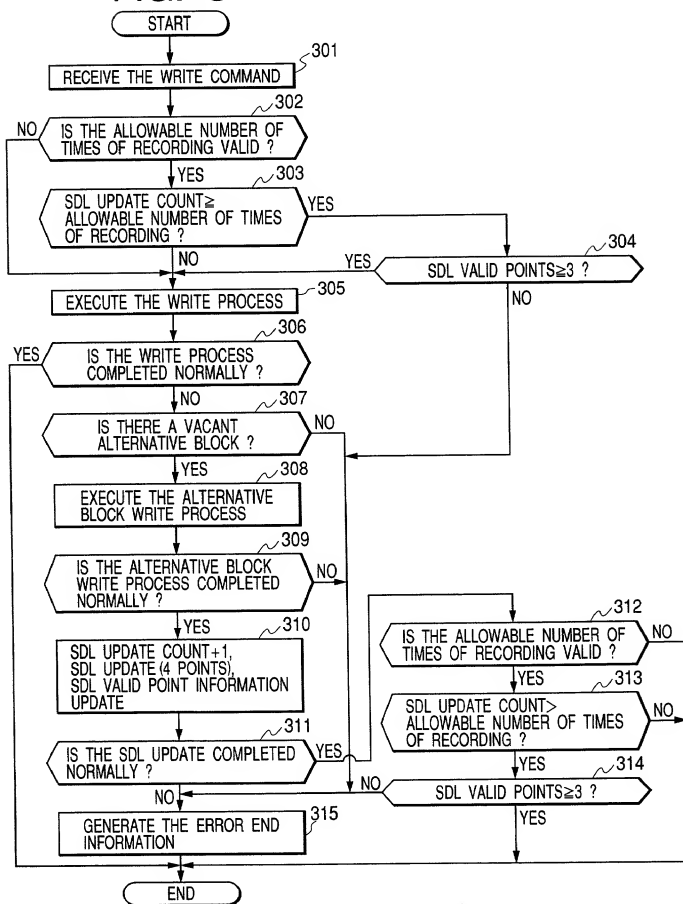 START
301
RECEIVE THE WRITE COMMAND
302
NO
IS THE ALLOWABLE NUMBER OF
TIMES OF RECORDING VALID ?
YES
303
SDL UPDATE COUNT≧
ALLOWABLE NUMBER OF TIMES
OF RECORDING ?
YES
NO
304
YES
SDL VALID POINTS≧3 ?
NO
EXECUTE THE WRITE PROCESS
305
306
YES
IS THE WRITE PROCESS
COMPLETED NORMALLY ?
NO
307
IS THERE A VACANT
ALTERNATIVE BLOCK ?
NO
YES
308
EXECUTE THE ALTERNATIVE
BLOCK WRITE PROCESS
309
IS THE ALTERNATIVE BLOCK
WRITE PROCESS COMPLETED
NORMALLY ?
NO
YES
310
SDL UPDATE COUNT+1,
SDL UPDATE (4 POINTS),
SDL VALID POINT INFORMATION
UPDATE
311
IS THE SDL UPDATE COMPLETED
NORMALLY ?
YES
NO
312
IS THE ALLOWABLE NUMBER OF
TIMES OF RECORDING VALID ?
NO
YES
313
SDL UPDATE COUNT>
ALLOWABLE NUMBER OF TIMES
OF RECORDING ?
NO
YES
314
NO
SDL VALID POINTS≧3 ?
YES
315
GENERATE THE ERROR END
INFORMATION
END